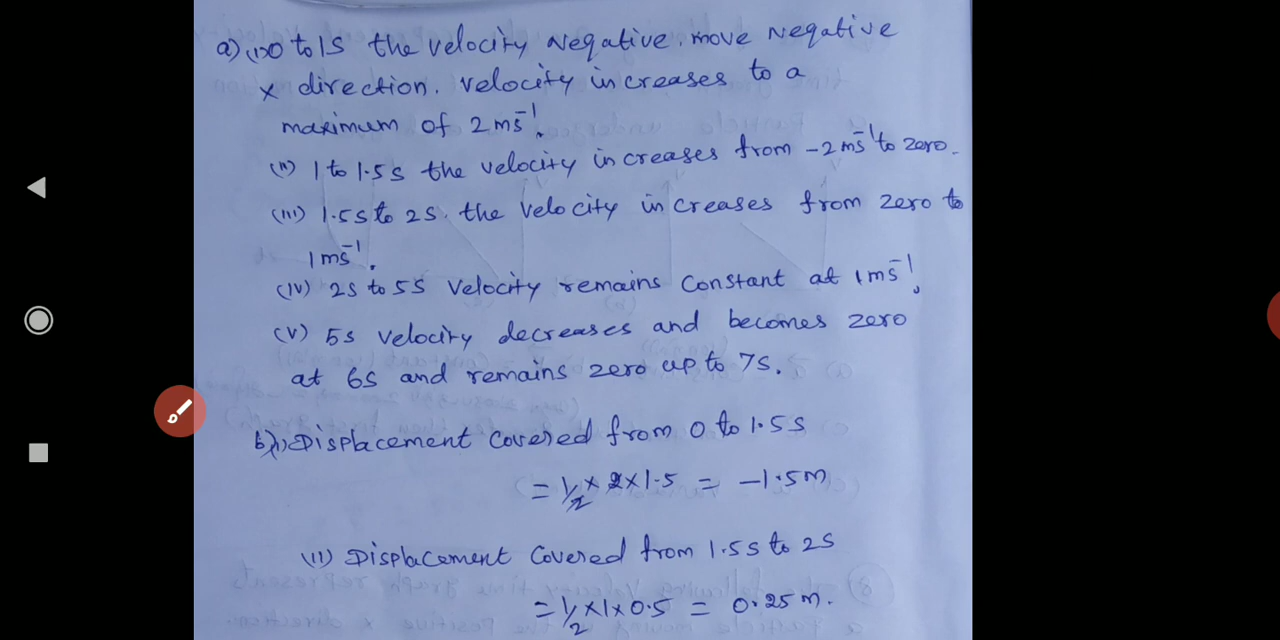 a) (i) 0 to 1S the velocity Negative. move Negative
x direction. velocity increases to a
maximum of 2 ms⁻¹.
(ii) 1 to 1.5 s the velocity increases from -2 ms⁻¹ to zero.
(iii) 1.5s to 2s. the velocity increases from zero to
1 ms⁻¹.
(iv) 2s to 5s velocity remains constant at 1 ms⁻¹.
(v) 5s velocity decreases and becomes zero
at 6s and remains zero up to 7s.
b) (i) Displacement covered from 0 to 1.5 s
= 1/2 × 2 × 1.5 = -1.5 m
(ii) Displacement covered from 1.5 s to 2s
= 1/2 × 1 × 0.5 = 0.25 m.